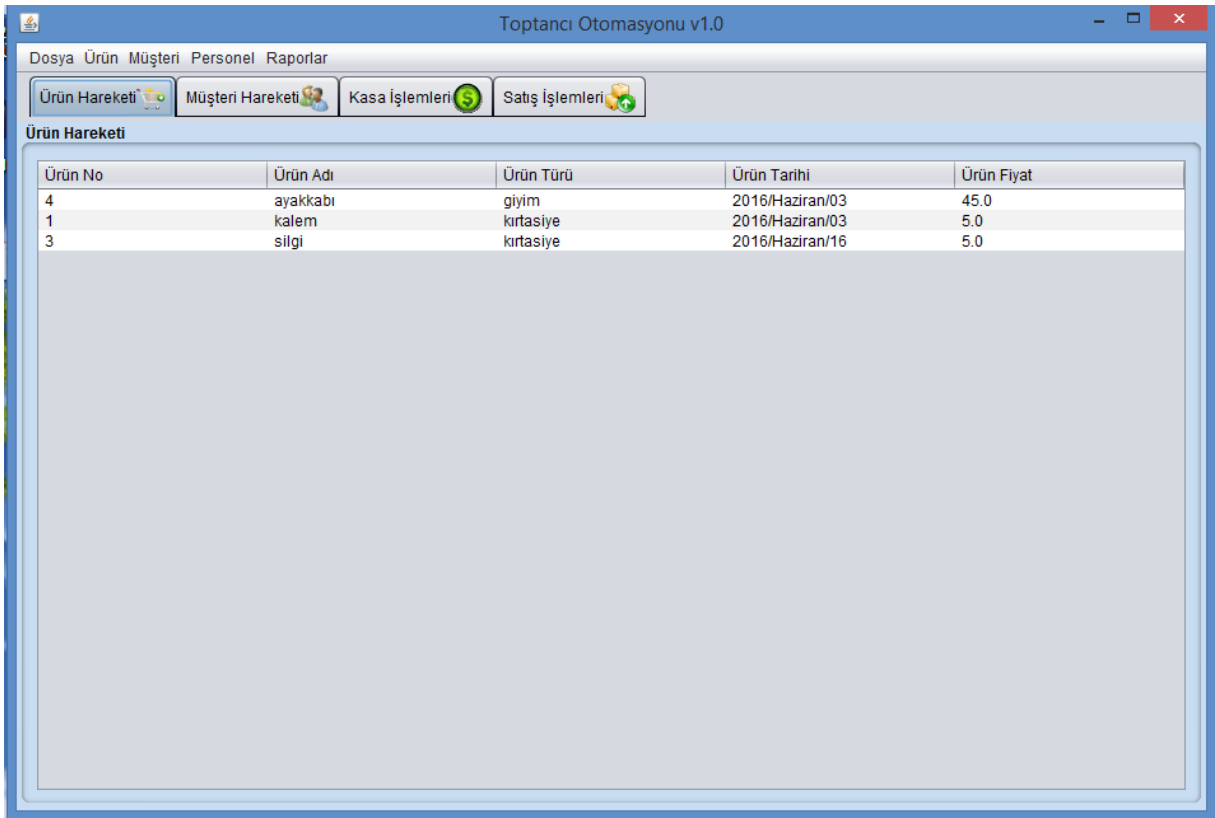 Toptancı Otomasyonu v1.0
Dosya Ürün Müşteri Personel Raporlar
Ürün Hareketi Müşteri Hareketi Kasa İşlemleri Satış İşlemleri
Ürün Hareketi
Ürün No Ürün Adı Ürün Türü Ürün Tarihi Ürün Fiyat
4 ayakkabı giyim 2016/Haziran/03 45.0
1 kalem kırtasiye 2016/Haziran/03 5.0
3 silgi kırtasiye 2016/Haziran/16 5.0